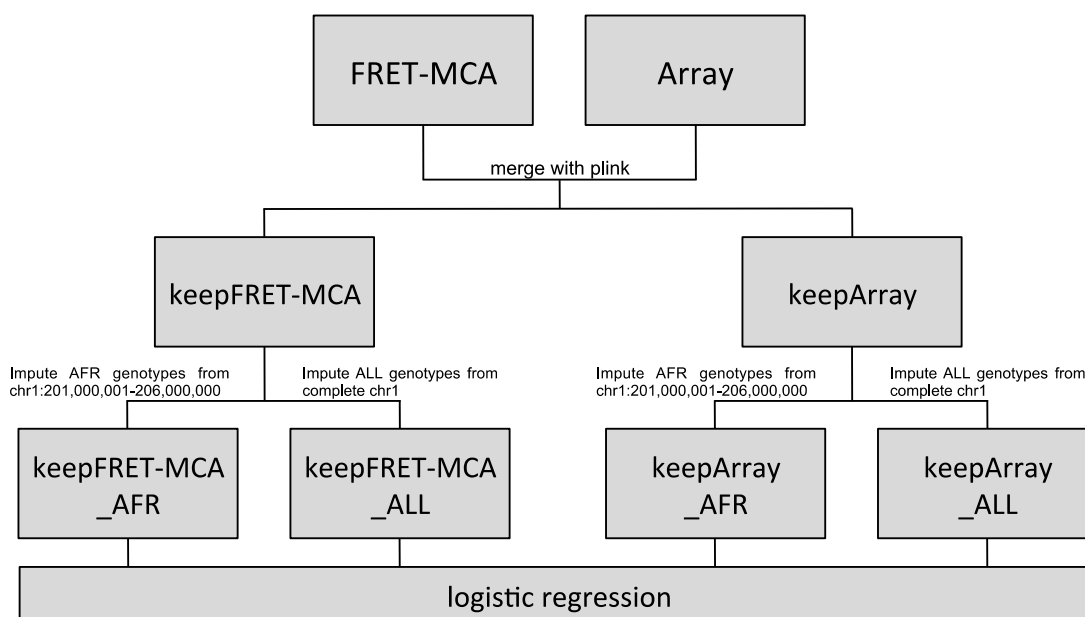 FRET-MCA
Array
merge with plink
keepFRET-MCA
keepArray
Impute AFR genotypes from
chr1:201,000,001-206,000,000
Impute ALL genotypes from
complete chr1
Impute AFR genotypes from
chr1:201,000,001-206,000,000
Impute ALL genotypes from
complete chr1
keepFRET-MCA
_AFR
keepFRET-MCA
_ALL
keepArray
_AFR
keepArray
_ALL
logistic regression